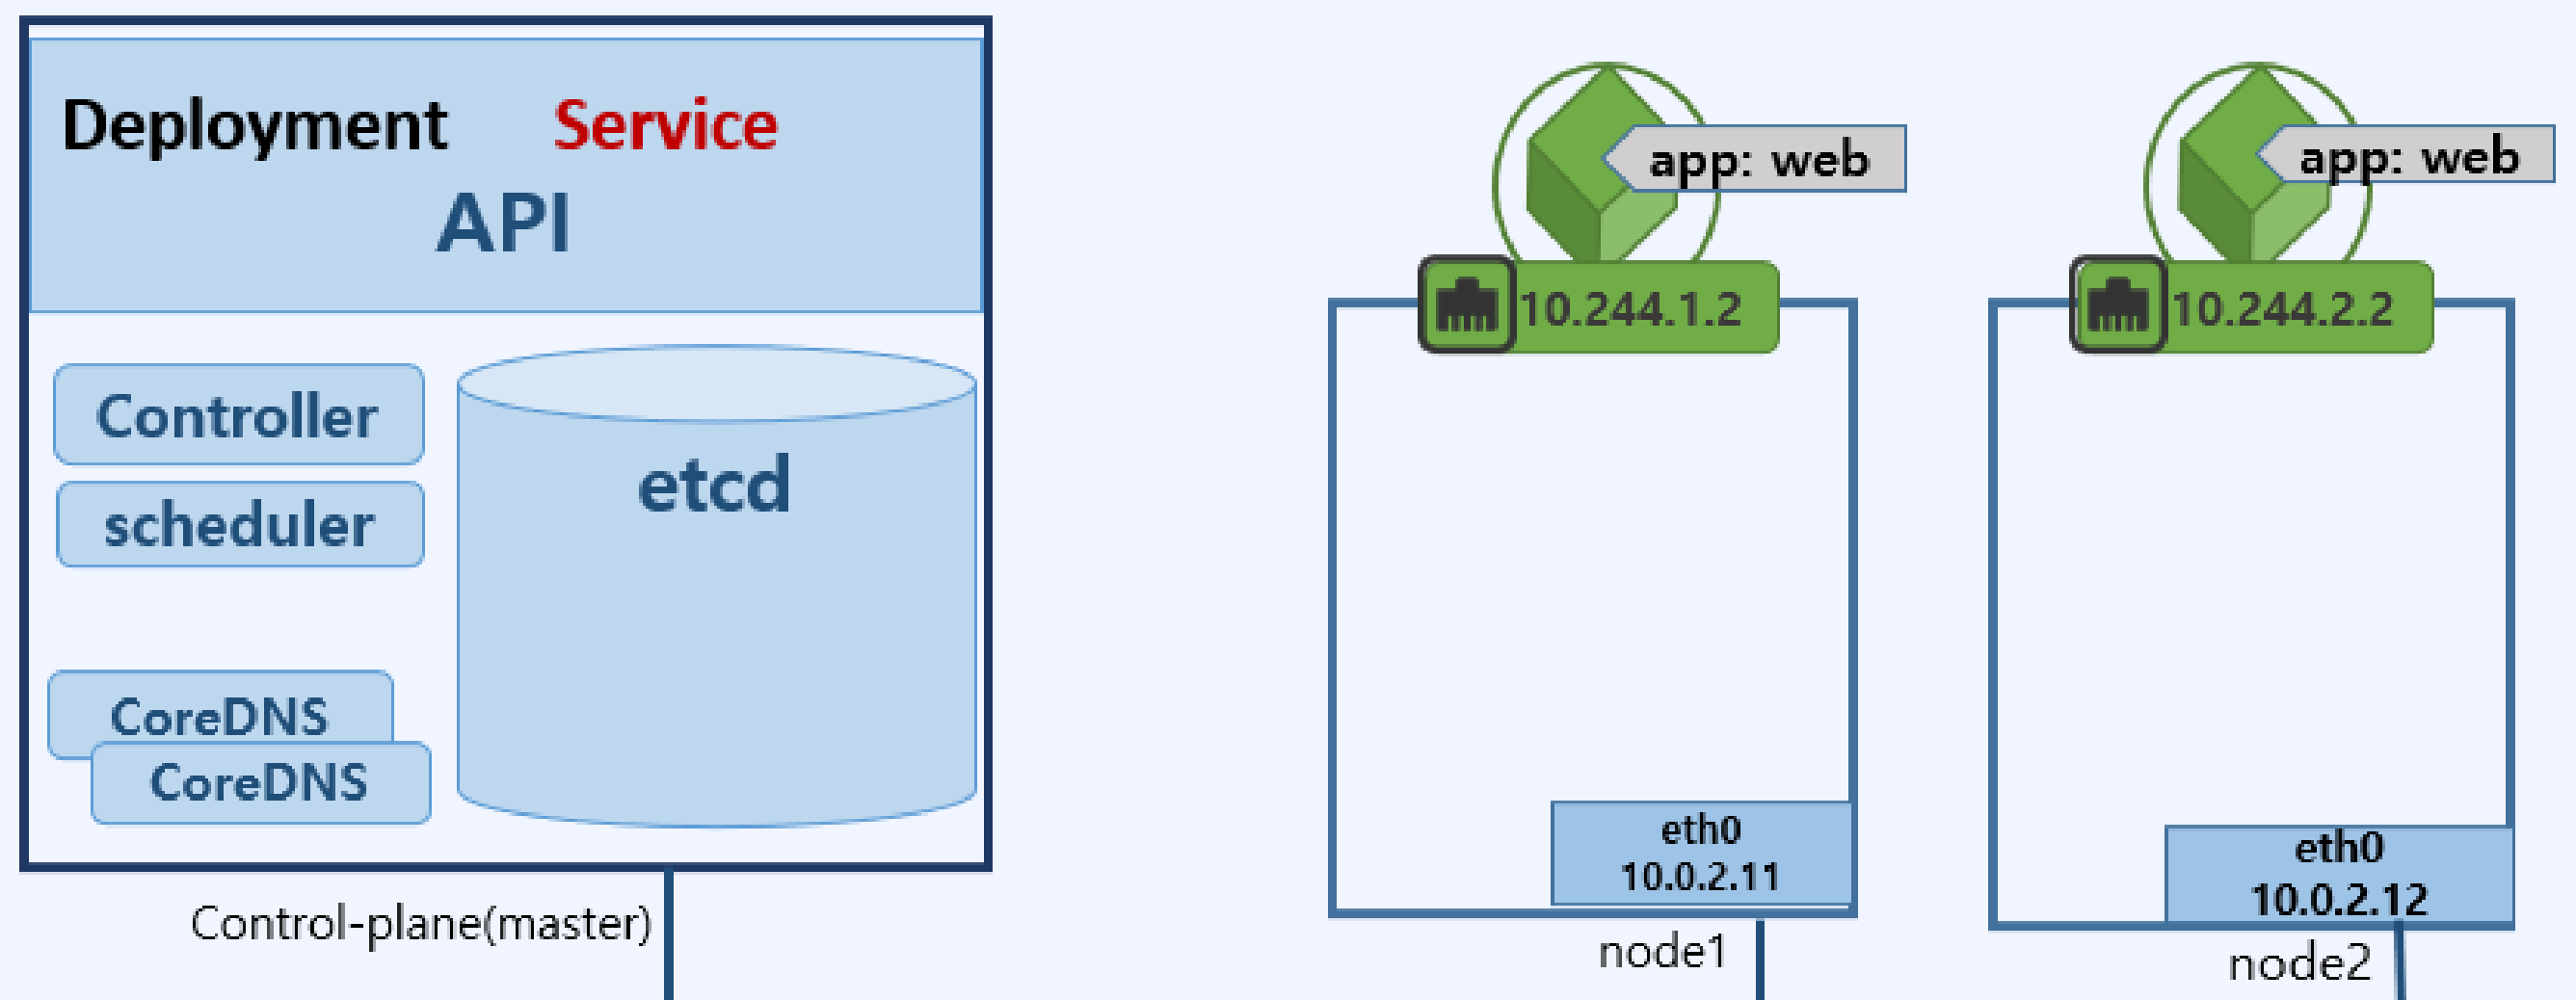 Deployment Service
API
Controller
scheduler
etcd
CoreDNS
CoreDNS
Control-plane(master)
app: web
10.244.1.2
eth0
10.0.2.11
node1
app: web
10.244.2.2
eth0
10.0.2.12
node2